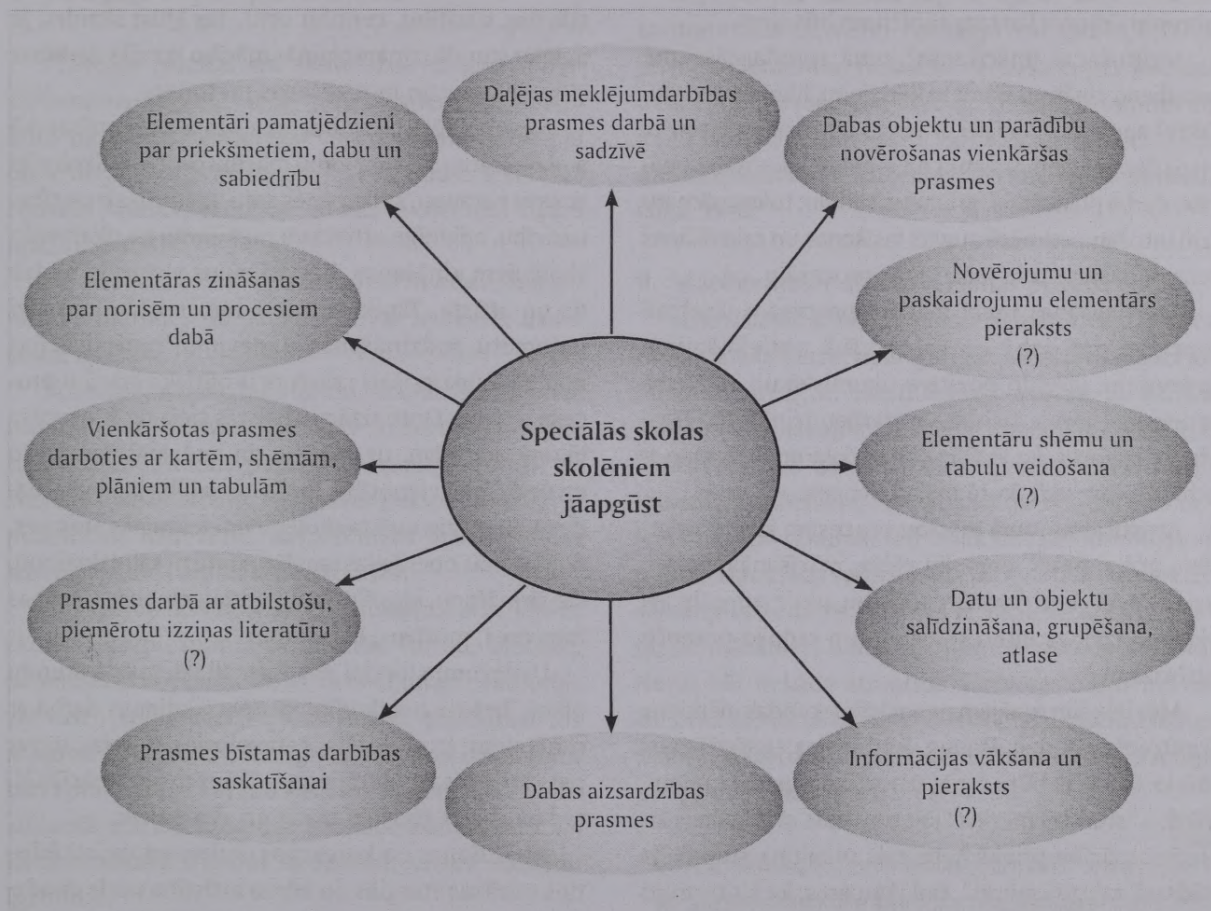 Daļējas meklējumdarbības
prasmes darbā un
sadzīvē
Elementāri pamatjēdzieni
par priekšmetiem, dabu un
sabiedrību
Dabas objektu un parādību
novērošanas vienkāršas
prasmes
Elementāras zināšanas
par norisēm un procesiem
dabā
Novērojumu un
paskaidrojumu elementārs
pieraksts
(?)
Vienkāršotas prasmes
darboties ar kartēm, shēmām,
plāniem un tabulām
Speciālās skolas
skolēniem
jāapgūst
Elementāru shēmu un
tabulu veidošana
(?)
Prasmes darbā ar atbilstošu,
piemērotu izziņas literatūru
(?)
Datu un objektu
salīdzināšana, grupēšana,
atlase
Prasmes bīstamas darbības
saskatīšanai
Dabas aizsardzības
prasmes
Informācijas vākšana un
pieraksts
(?)